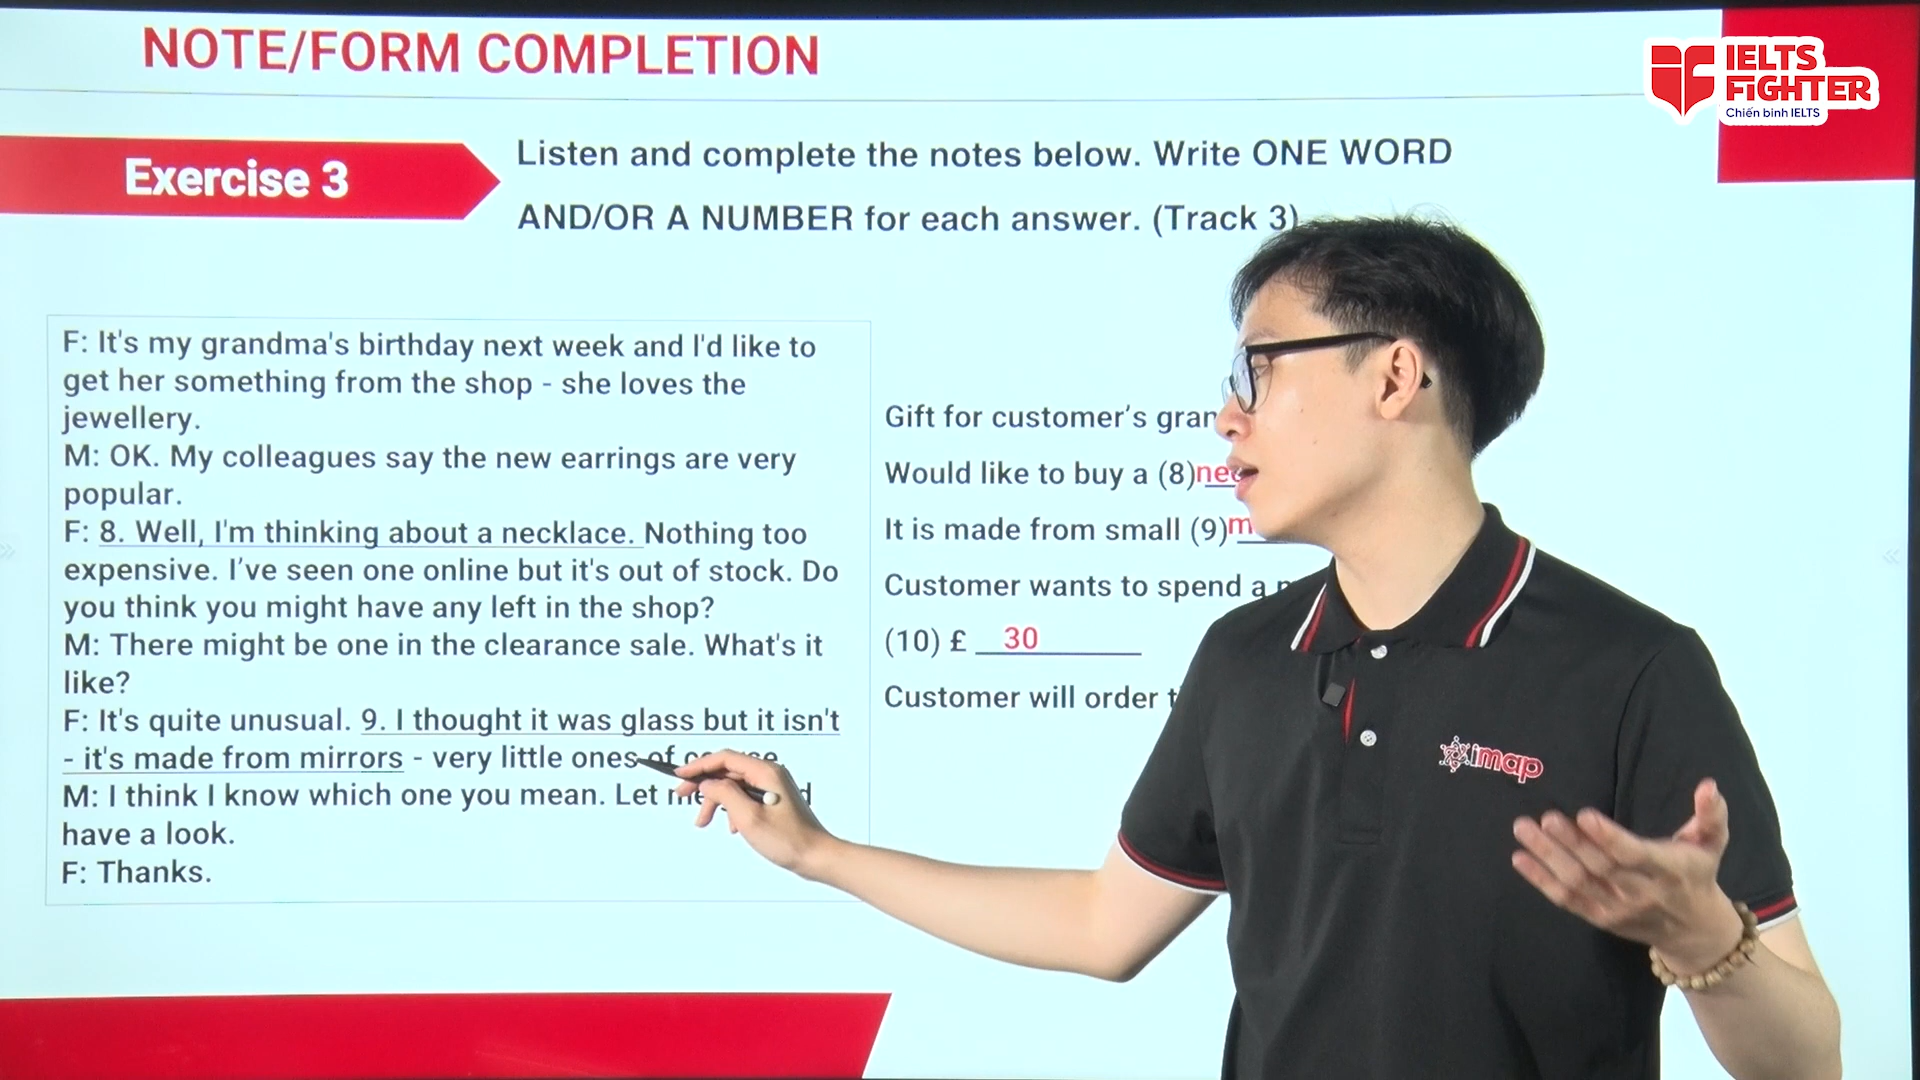 NOTE/FORM COMPLETION
IELTS
FIGHTER
Chiến binh IELTS
Exercise 3
Listen and complete the notes below. Write ONE WORD
AND/OR A NUMBER for each answer. (Track 3)
F: It's my grandma's birthday next week and I'd like to
get her something from the shop - she loves the
jewellery.
M: OK. My colleagues say the new earrings are very
popular.
F: 8. Well, I'm thinking about a necklace. Nothing too
expensive. I've seen one online but it's out of stock. Do
you think you might have any left in the shop?
M: There might be one in the clearance sale. What's it
like?
F: It's quite unusual. 9. I thought it was glass but it isn't
- it's made from mirrors - very little ones of
M: I think I know which one you mean. Let
have a look.
F: Thanks.
Gift for customer's
Would like to buy a (8)
It is made from small (9)
Customer wants to spend a
(10) £ 30
Customer will order
imap